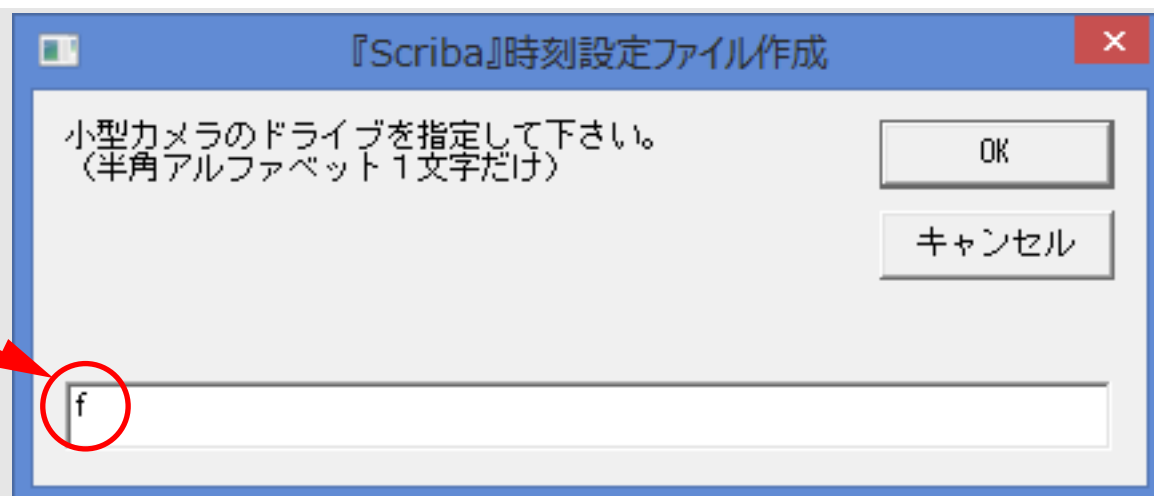 『Scriba』時刻設定ファイル作成
小型カメラのドライブを指定して下さい。
（半角アルファベット１文字だけ）
OK
キャンセル
f